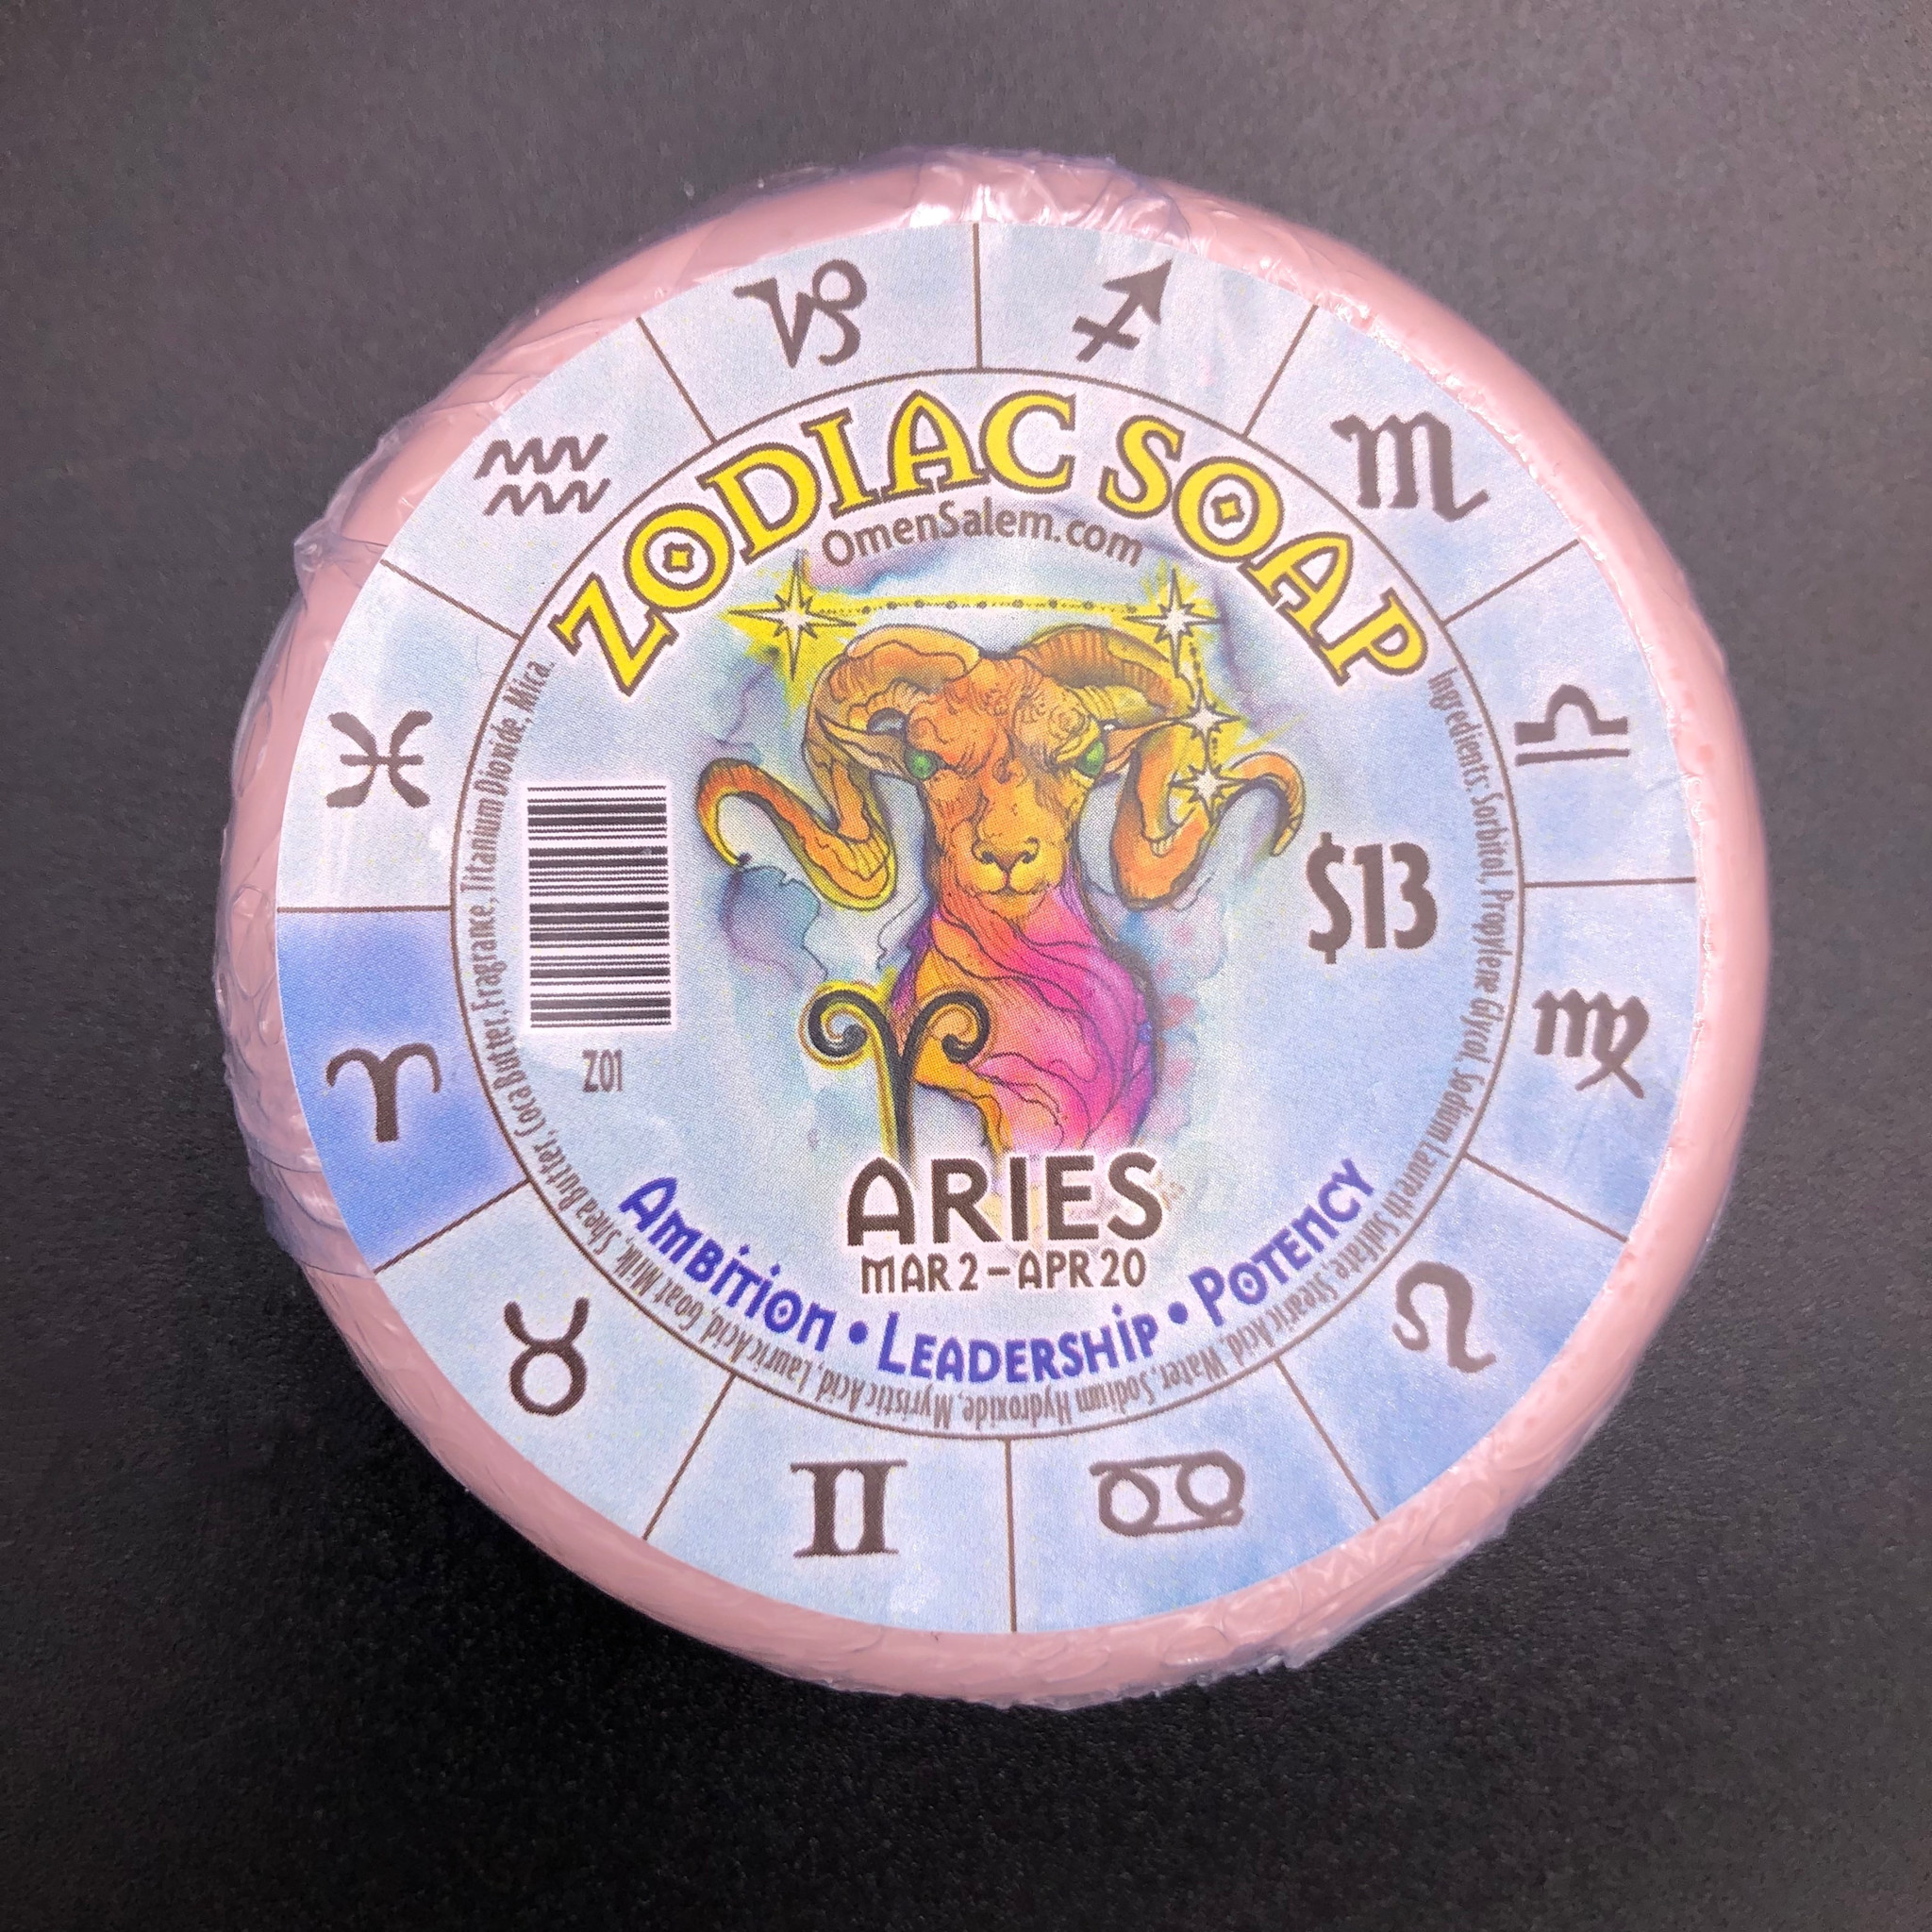 ZODIAC SOAP
OmenSalem.com
$13
Z01
ARIES
MAR 2 – APR 20
AMBITION • LEADERSHIP • POTENCY
Ingredients: Sorbitol, Propylene Glycol, Sodium Laureth Sulfate, Stearic Acid, Water, Sodium Hydroxide, Myristic Acid, Lauric Acid, Goat Milk, Shea Butter, Coca Butter, Fragrance, Titanium Dioxide, Mica.